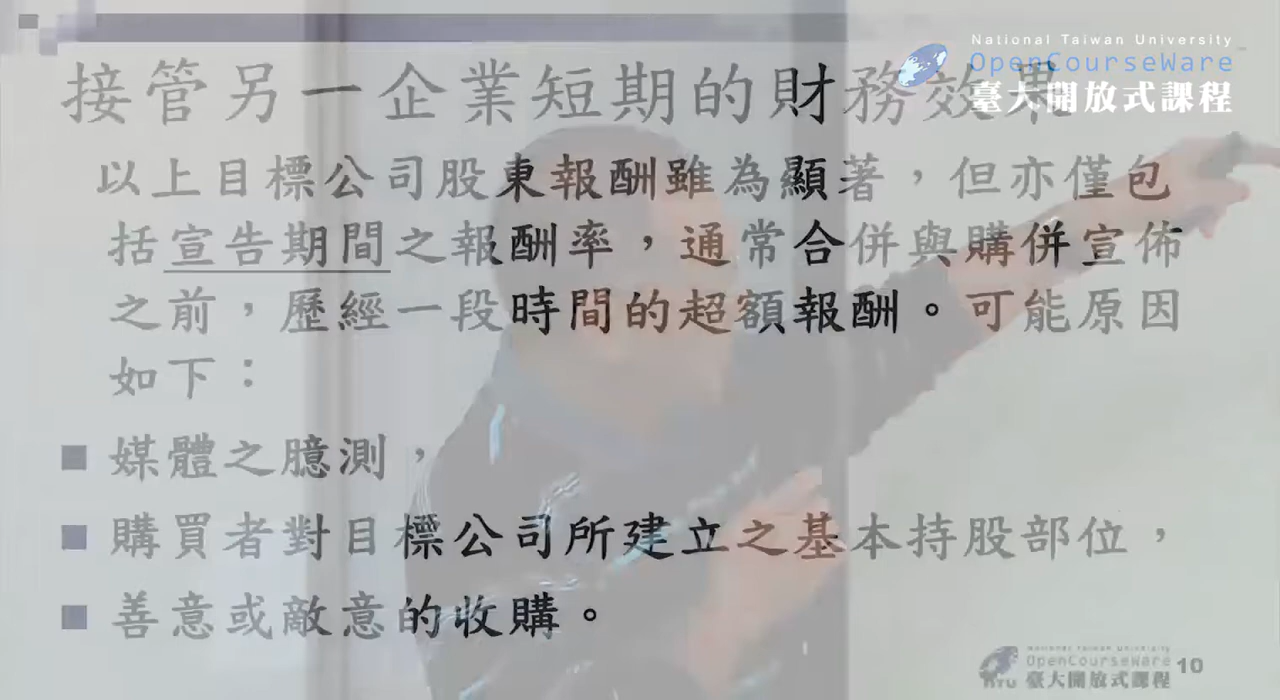 National Taiwan University
OpenCourseWare
臺大開放式課程
接管另一企業短期的財務效果
以上目標公司股東報酬雖為顯著，但亦僅包
括宣告期間之報酬率，通常合併與購併宣佈
之前，歷經一段時間的超額報酬。可能原因
如下：
媒體之臆測，
購買者對目標公司所建立之基本持股部位，
善意或敵意的收購。
National Taiwan University
OpenCourseWare
NTU 臺大開放式課程
10